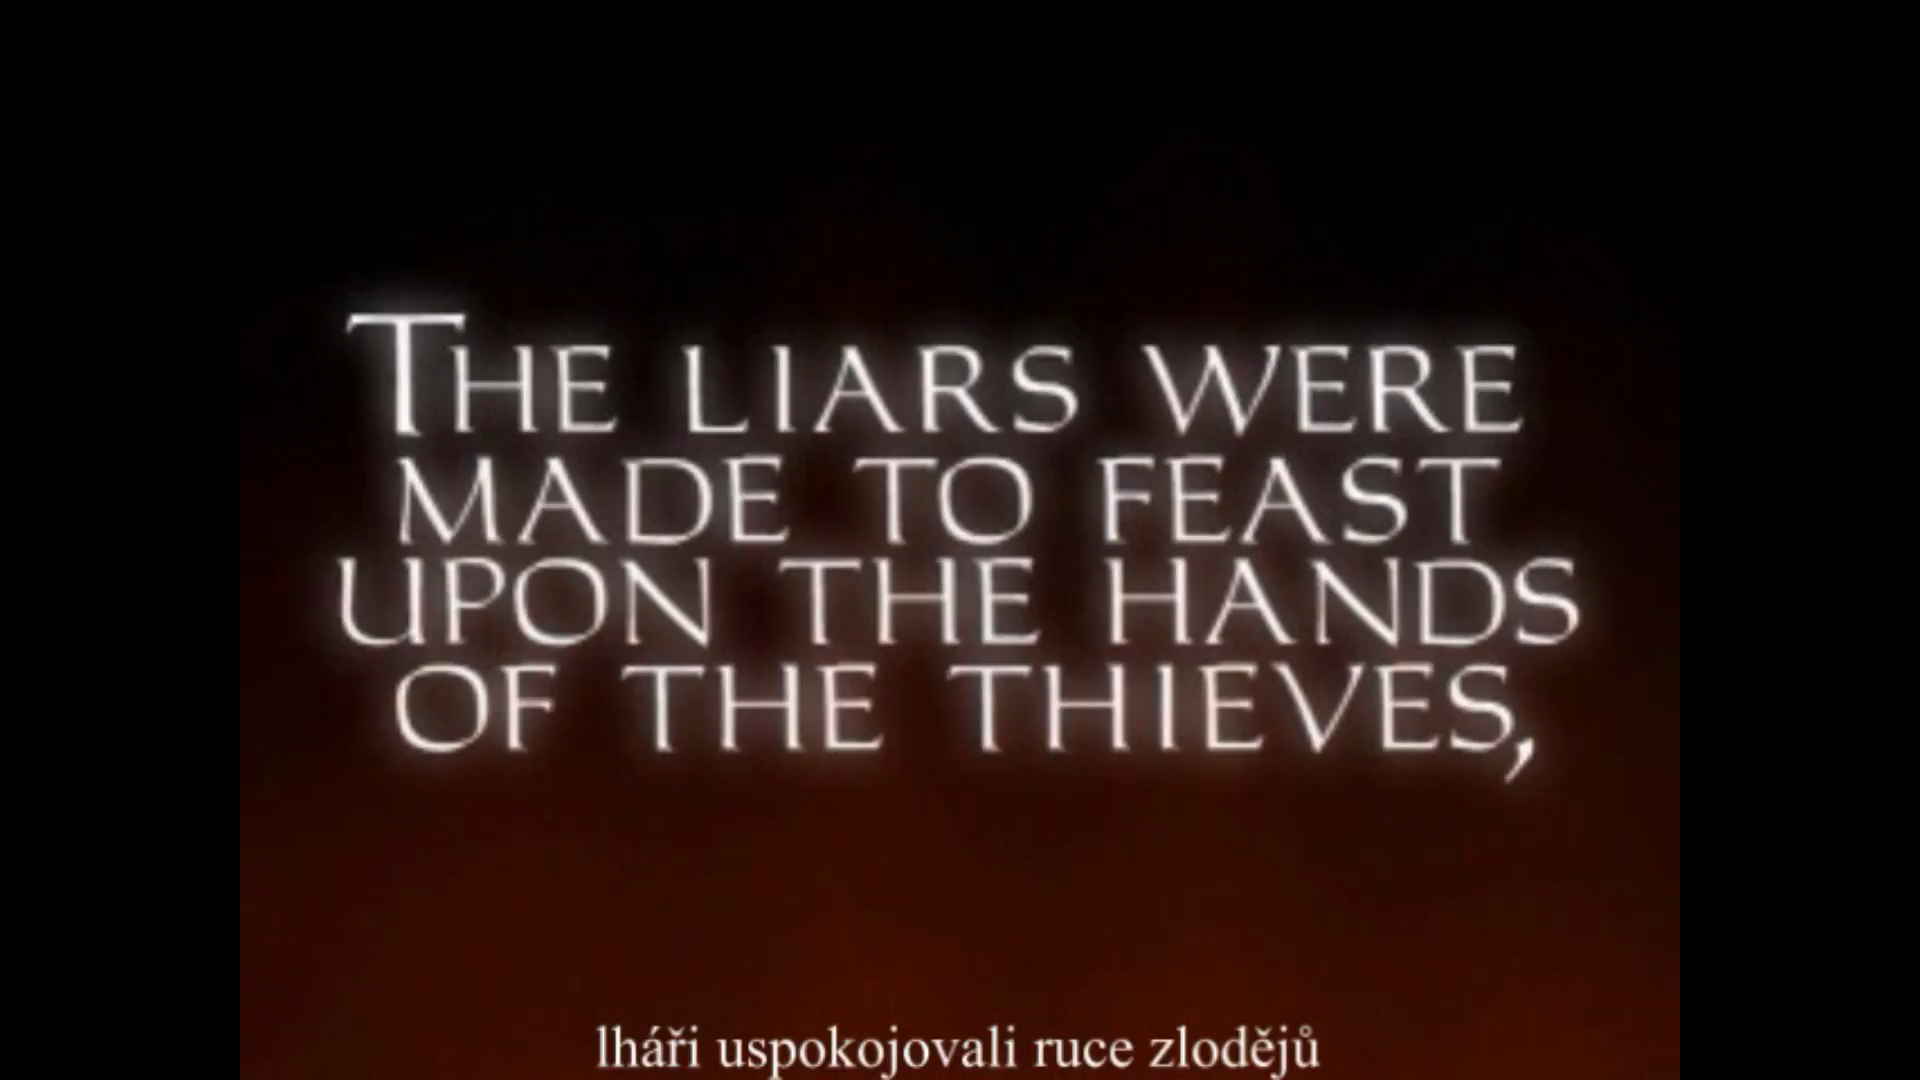 THE LIARS WERE
MADE TO FEAST
UPON THE HANDS
OF THE THIEVES,
lháři uspokojovali ruce zlodějů